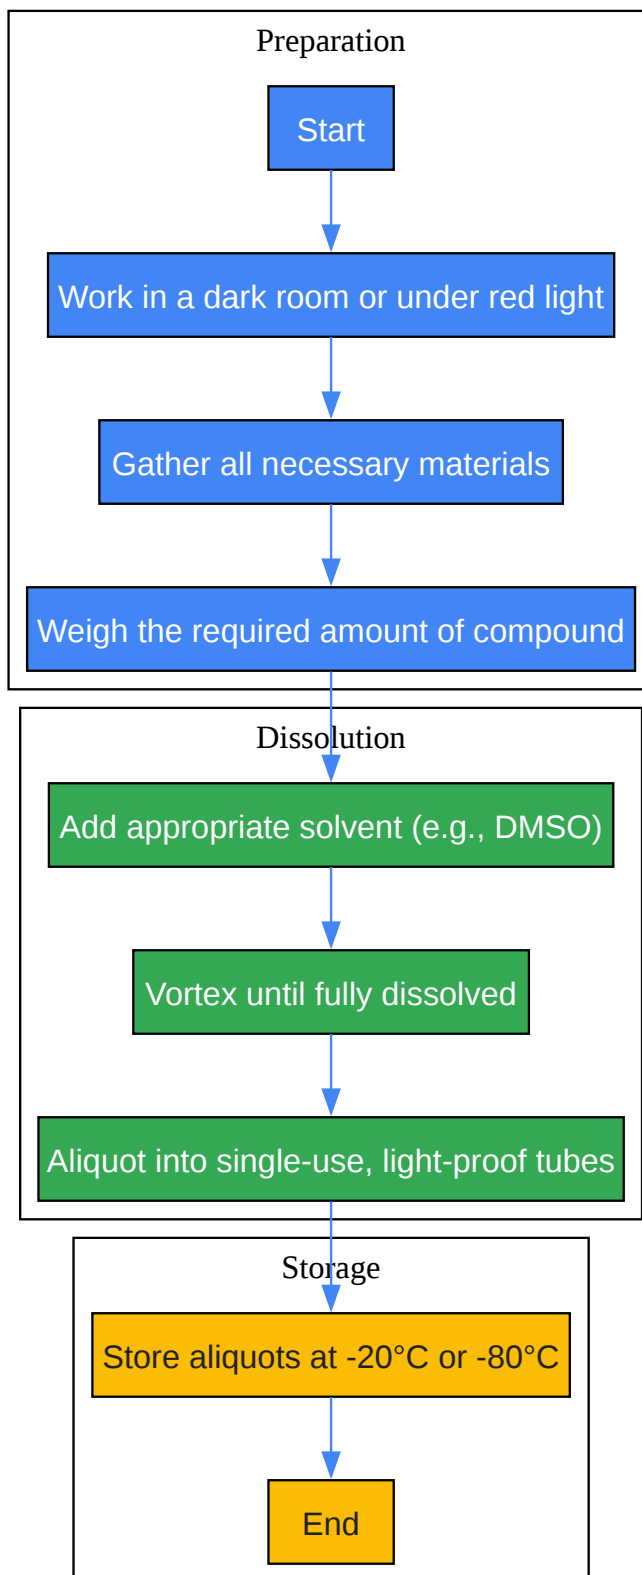 Preparation
Start
Work in a dark room or under red light
Gather all necessary materials
Weigh the required amount of compound
Dissolution
Add appropriate solvent (e.g., DMSO)
Vortex until fully dissolved
Aliquot into single-use, light-proof tubes
Storage
Store aliquots at -20°C or -80°C
End